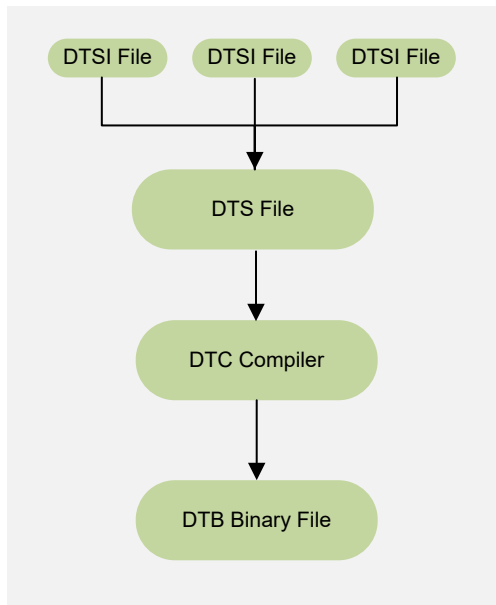 DTSI File
DTSI File
DTSI File
DTS File
DTC Compiler
DTB Binary File